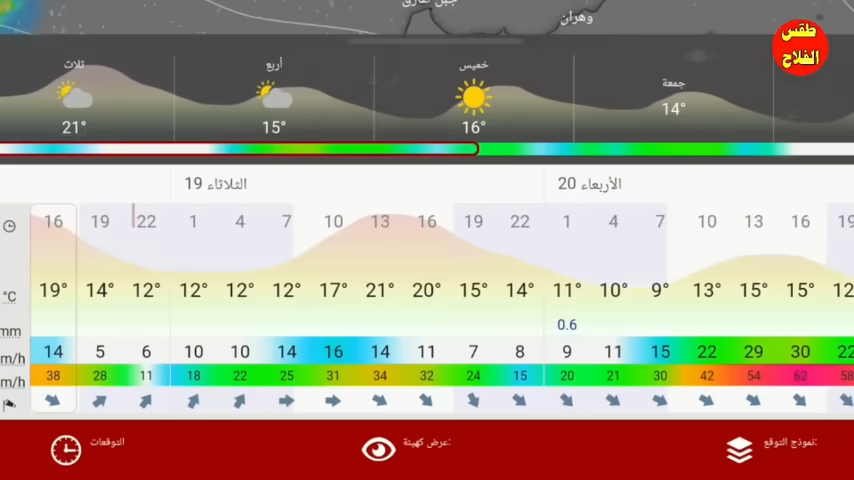 جبل طارق
وهران
طقس
الفلاح
ثلاث أربع خميس جمعة
21° 15° 16° 14°
الثلاثاء 19 الأربعاء 20
16 19 22 1 4 7 10 13 16 19 22 1 4 7 10 13 16 19
°C 19° 14° 12° 12° 12° 12° 17° 21° 20° 15° 14° 11° 10° 9° 13° 15° 15° 12
mm 0.6
m/h 14 5 6 10 10 14 16 14 11 7 8 9 11 15 22 29 30 22
m/h 38 28 11 18 22 25 31 34 32 24 15 20 21 30 42 54 62 58
التوقعات عرض كهيئة: نموذج التوقع: